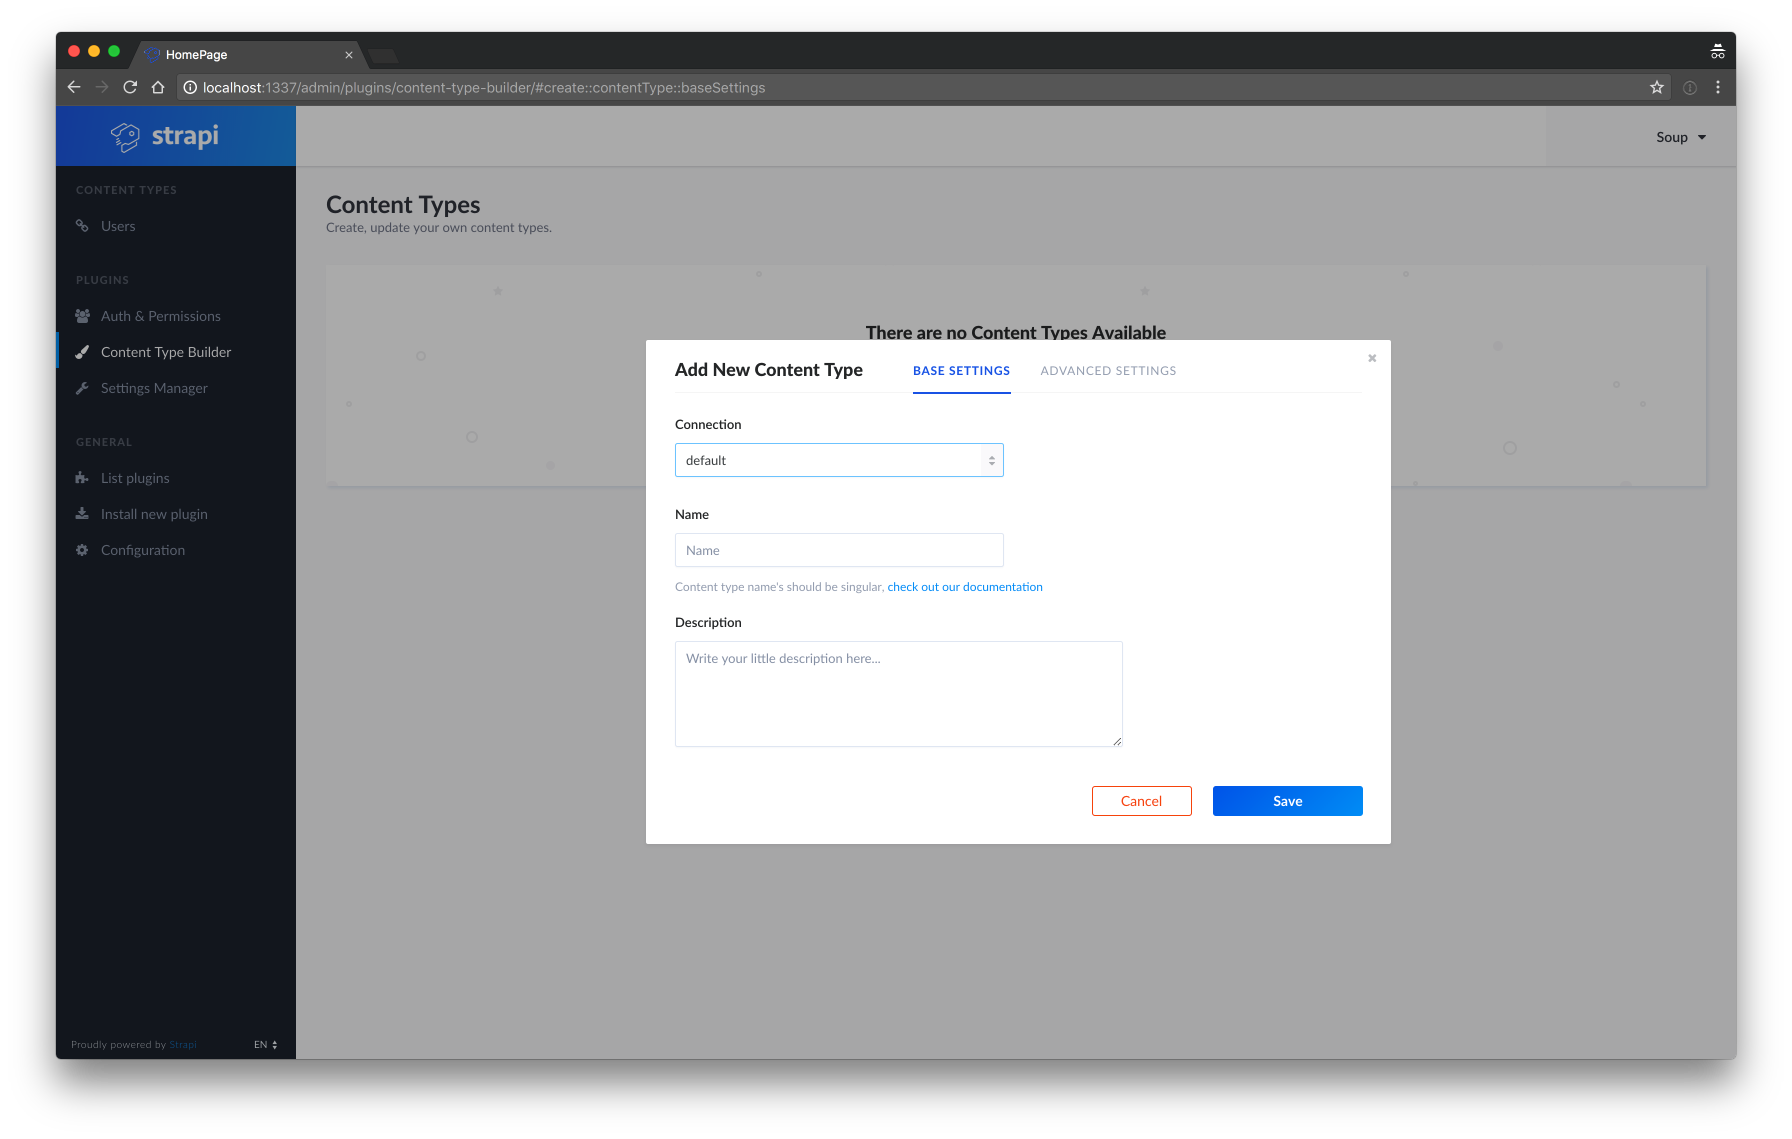 HomePage
localhost:1337/admin/plugins/content-type-builder/#create::contentType::baseSettings
strapi
Soup
CONTENT TYPES
Users
PLUGINS
Auth & Permissions
Content Type Builder
Settings Manager
GENERAL
List plugins
Install new plugin
Configuration
Proudly powered by Strapi
EN
Content Types
Create, update your own content types.
There are no Content Types Available
Add New Content Type
BASE SETTINGS
ADVANCED SETTINGS
Connection
default
Name
Name
Content type name's should be singular, check out our documentation
Description
Write your little description here...
Cancel
Save